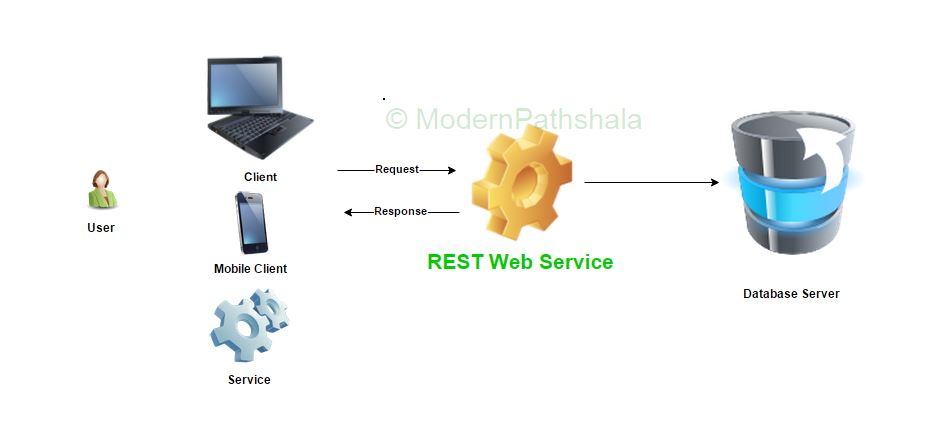 © ModernPathshala
Client
Request
User
Response
Mobile Client
REST Web Service
Database Server
Service